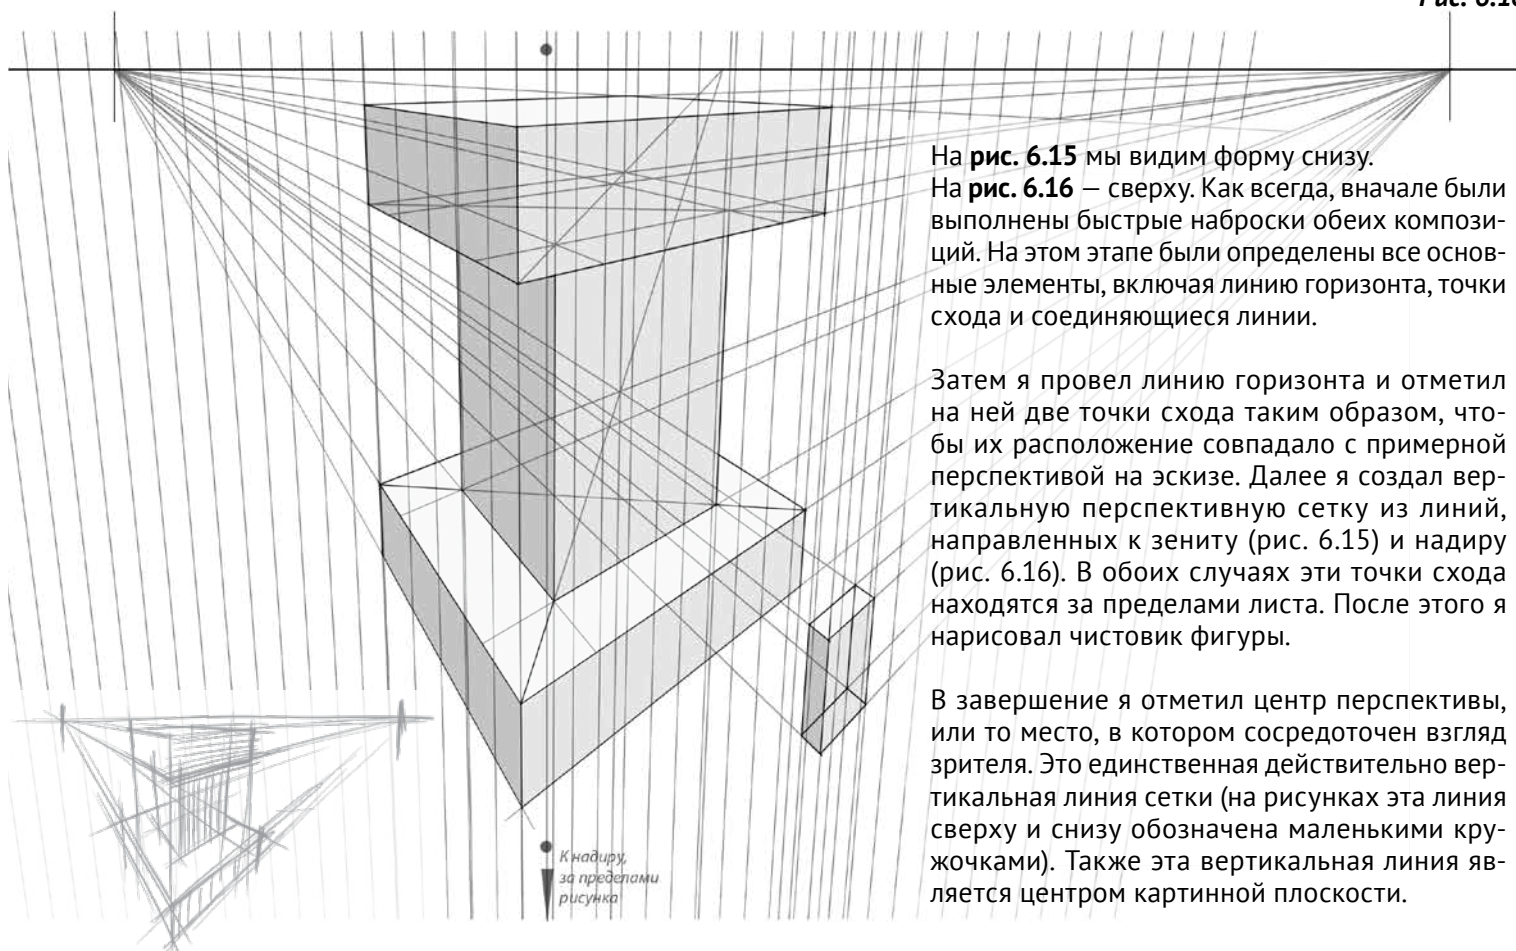 Рис. 6.16
На рис. 6.15 мы видим форму снизу.
На рис. 6.16 — сверху. Как всегда, вначале были
выполнены быстрые наброски обеих компози-
ций. На этом этапе были определены все основ-
ные элементы, включая линию горизонта, точки
схода и соединяющиеся линии.
Затем я провел линию горизонта и отметил
на ней две точки схода таким образом, что-
бы их расположение совпадало с примерной
перспективой на эскизе. Далее я создал вер-
тикальную перспективную сетку из линий,
направленных к зениту (рис. 6.15) и надиру
(рис. 6.16). В обоих случаях эти точки схода
находятся за пределами листа. После этого я
нарисовал чистовик фигуры.
В завершение я отметил центр перспективы,
или то место, в котором сосредоточен взгляд
зрителя. Это единственная действительно вер-
тикальная линия сетки (на рисунках эта линия
сверху и снизу обозначена маленькими кру-
жочками). Также эта вертикальная линия яв-
ляется центром картинной плоскости.
К надиру,
за пределами
рисунка